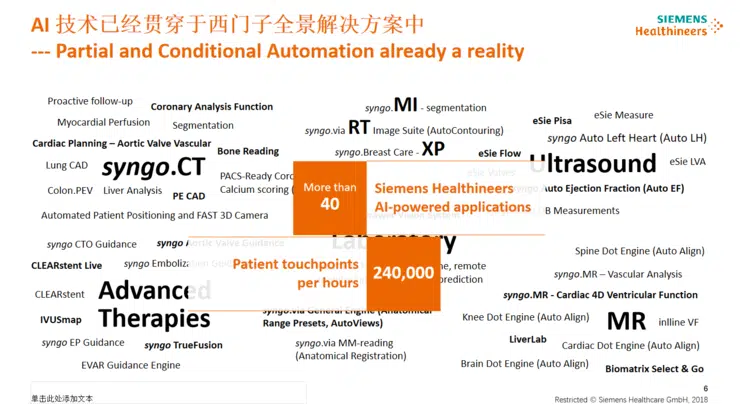 AI 技术已经贯穿于西门子全景解决方案中
--- Partial and Conditional Automation already a reality
SIEMENS
Healthineers
Proactive follow-up
Coronary Analysis Function
Myocardial Perfusion
Segmentation
Cardiac Planning – Aortic Valve Vascular
Lung CAD
syngo.CT
Bone Reading
Colon.PEV
Liver Analysis
PE CAD
PACS-Ready
Calcium scoring
Automated Patient Positioning and FAST 3D Camera
syngo.MI - segmentation
syngo.via RT Image Suite (AutoContouring)
syngo.Breast Care - XP
eSie Pisa
eSie Measure
syngo Auto Left Heart (Auto LH)
eSie Flow
Ultrasound
eSie LVA
eSie Valves
Auto Ejection Fraction (Auto EF)
B Measurements
More than
40
Siemens Healthineers
AI-powered applications
Laboratory
Patient touchpoints
per hours
240,000
syngo CTO Guidance
syngo Aortic Valve Guidance
CLEARstent Live
syngo
CLEARstent
Advanced
Therapies
IVUSmap
syngo EP Guidance
syngo TrueFusion
EVAR Guidance Engine
remote
prediction
syngo.via General Engine (Anatomical
Range Presets, AutoViews)
syngo.via MM-reading
(Anatomical Registration)
Spine Dot Engine (Auto Align)
syngo.MR – Vascular Analysis
syngo.MR - Cardiac 4D Ventricular Function
Knee Dot Engine (Auto Align)
MR
inlline VF
LiverLab
Cardiac Dot Engine (Auto Align)
Brain Dot Engine (Auto Align)
Biomatrix Select & Go
单击此处添加文本
6
Restricted © Siemens Healthcare GmbH, 2018